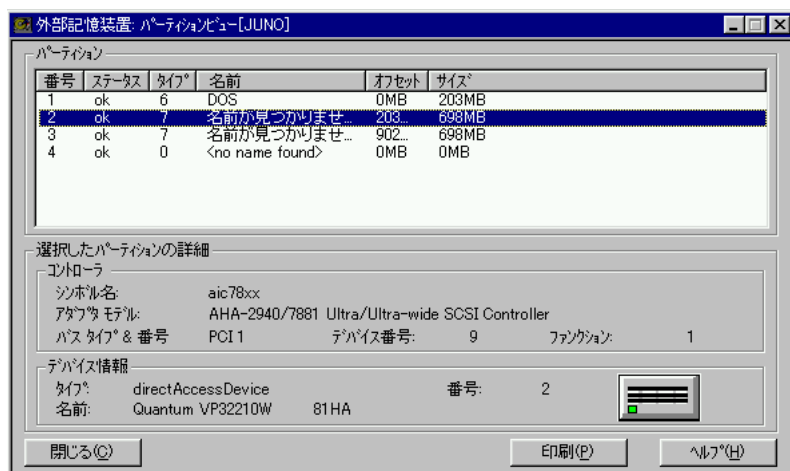 外部記憶装置: パーティションビュー[JUNO]
パーティション
番号 ステータス タイプ 名前 オフセット サイズ
1 ok 6 DOS 0MB 203MB
2 ok 7 名前が見つかりませ... 203... 698MB
3 ok 7 名前が見つかりませ... 902... 698MB
4 ok 0 <no name found> 0MB 0MB
選択したパーティションの詳細
コントローラ
シンボル名: aic78xx
アダプタ モデル: AHA-2940/7881 Ultra/Ultra-wide SCSI Controller
バス タイプ & 番号 PCI 1 デバイス番号: 9 ファンクション: 1
デバイス情報
タイプ: directAccessDevice 番号: 2
名前: Quantum VP32210W 81HA
閉じる(C) 印刷(P) ヘルプ(H)